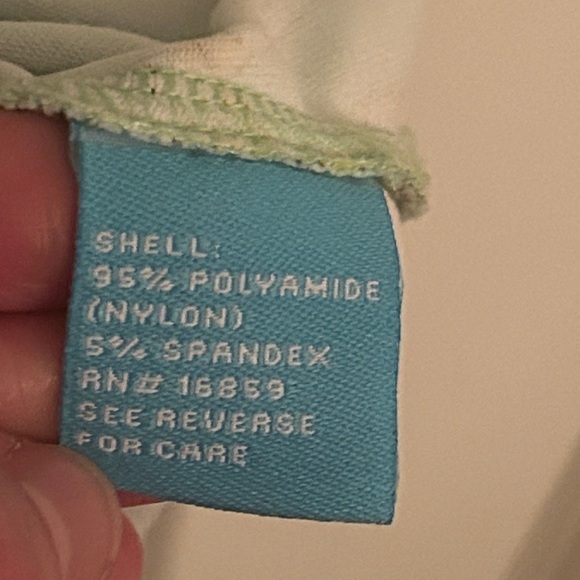 SHELL:
95% POLYAMIDE
(NYLON)
5% SPANDEX
RN# 16859
SEE REVERSE
FOR CARE